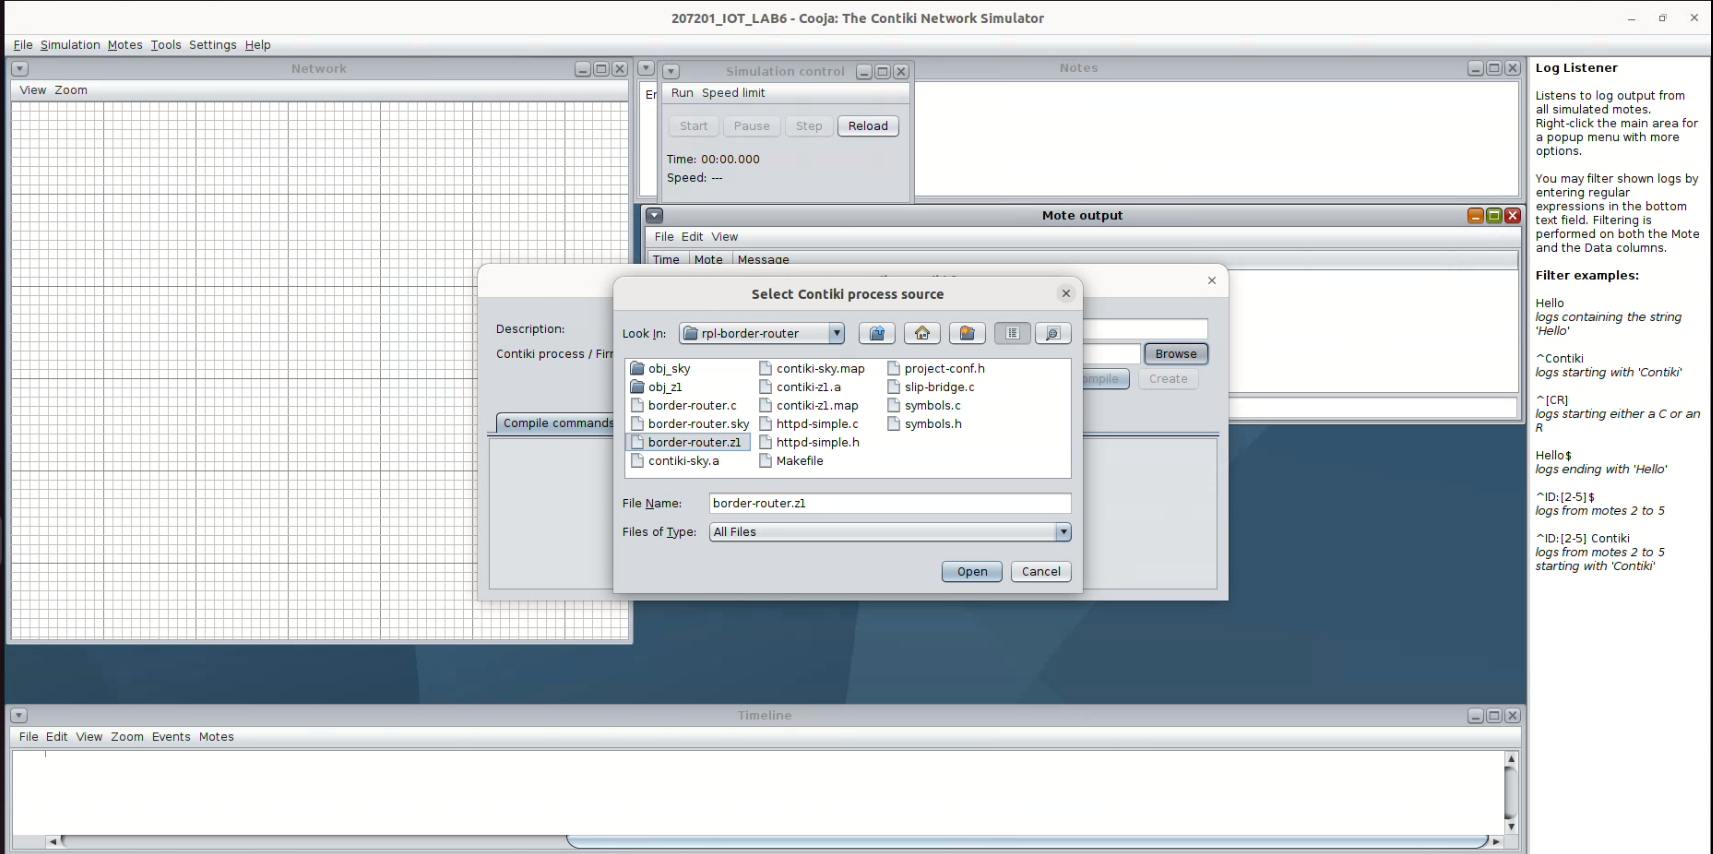 207201_IOT_LAB6 - Cooja: The Contiki Network Simulator
File Simulation Motes Tools Settings Help
Network
View Zoom
Simulation control
Run Speed limit
Start Pause Step Reload
Time: 00:00.000
Speed: ---
Notes
Er
Mote output
File Edit View
Time Mote Message
Description:
Contiki process / Firm
Browse
Create
Compile commands
Select Contiki process source
Look In: rpl-border-router
obj_sky
obj_z1
border-router.c
border-router.sky
border-router.z1
contiki-sky.a
contiki-sky.map
contiki-z1.a
contiki-z1.map
httpd-simple.c
httpd-simple.h
Makefile
project-conf.h
slip-bridge.c
symbols.c
symbols.h
File Name: border-router.z1
Files of Type: All Files
Open Cancel
Timeline
File Edit View Zoom Events Motes
Log Listener
Listens to log output from
all simulated motes.
Right-click the main area for
a popup menu with more
options.
You may filter shown logs by
entering regular
expressions in the bottom
text field. Filtering is
performed on both the Mote
and the Data columns.
Filter examples:
Hello
logs containing the string
'Hello'
^Contiki
logs starting with 'Contiki'
^[CR]
logs starting either a C or an
R
Hello$
logs ending with 'Hello'
^ID:[2-5]$
logs from motes 2 to 5
^ID:[2-5] Contiki
logs from motes 2 to 5
starting with 'Contiki'